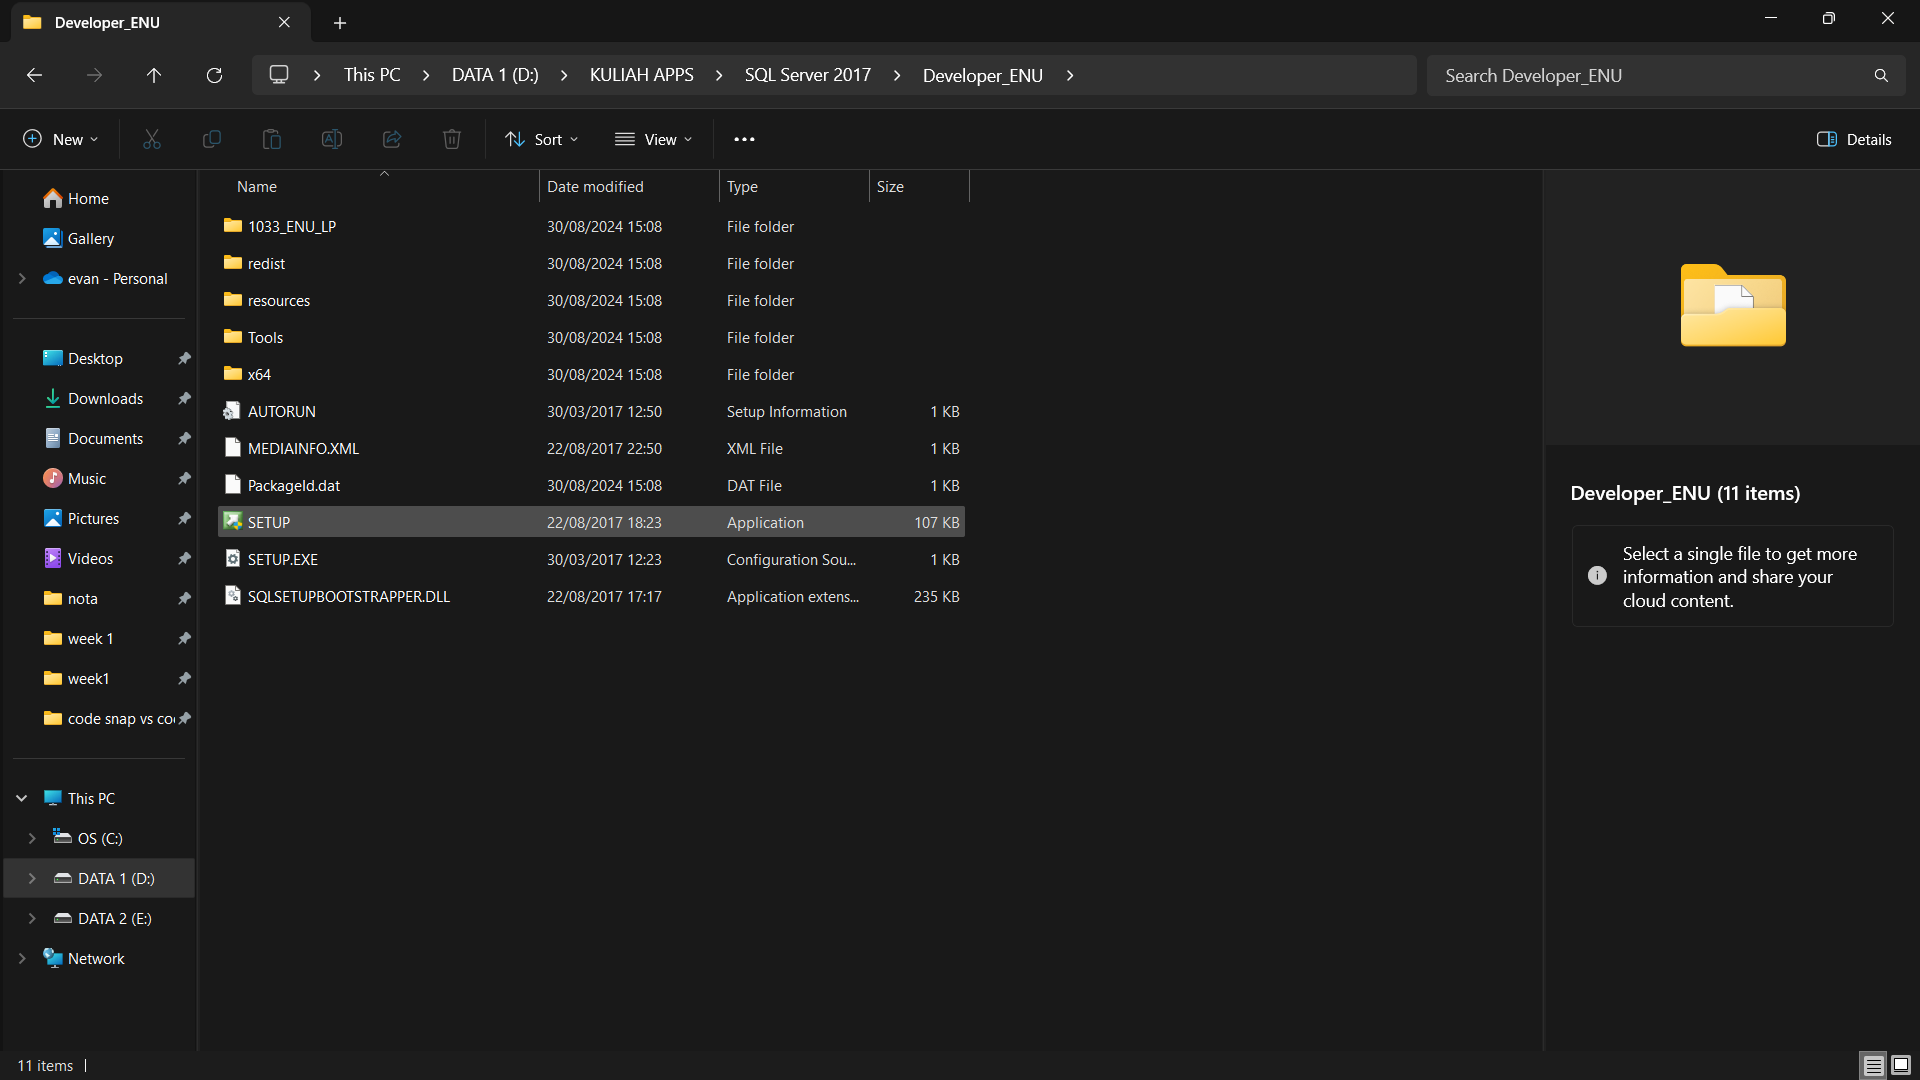 Developer_ENU
This PC > DATA 1 (D:) > KULIAH APPS > SQL Server 2017 > Developer_ENU >
Search Developer_ENU
New
Sort
View
Details
Name Date modified Type Size
1033_ENU_LP 30/08/2024 15:08 File folder
redist 30/08/2024 15:08 File folder
resources 30/08/2024 15:08 File folder
Tools 30/08/2024 15:08 File folder
x64 30/08/2024 15:08 File folder
AUTORUN 30/03/2017 12:50 Setup Information 1 KB
MEDIAINFO.XML 22/08/2017 22:50 XML File 1 KB
PackageId.dat 30/08/2024 15:08 DAT File 1 KB
SETUP 22/08/2017 18:23 Application 107 KB
SETUP.EXE 30/03/2017 12:23 Configuration Sou... 1 KB
SQLSETUPBOOTSTRAPPER.DLL 22/08/2017 17:17 Application extens... 235 KB
Home
Gallery
evan - Personal
Desktop
Downloads
Documents
Music
Pictures
Videos
nota
week 1
week1
code snap vs co
This PC
OS (C:)
DATA 1 (D:)
DATA 2 (E:)
Network
Developer_ENU (11 items)
Select a single file to get more
information and share your
cloud content.
11 items